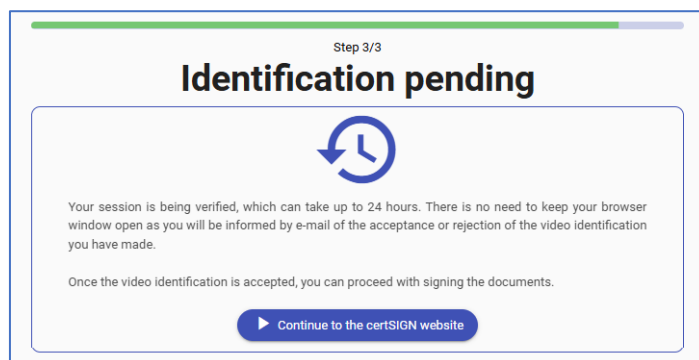 Step 3/3
Identification pending
Your session is being verified, which can take up to 24 hours. There is no need to keep your browser
window open as you will be informed by e-mail of the acceptance or rejection of the video identification
you have made.
Once the video identification is accepted, you can proceed with signing the documents.
Continue to the certSIGN website